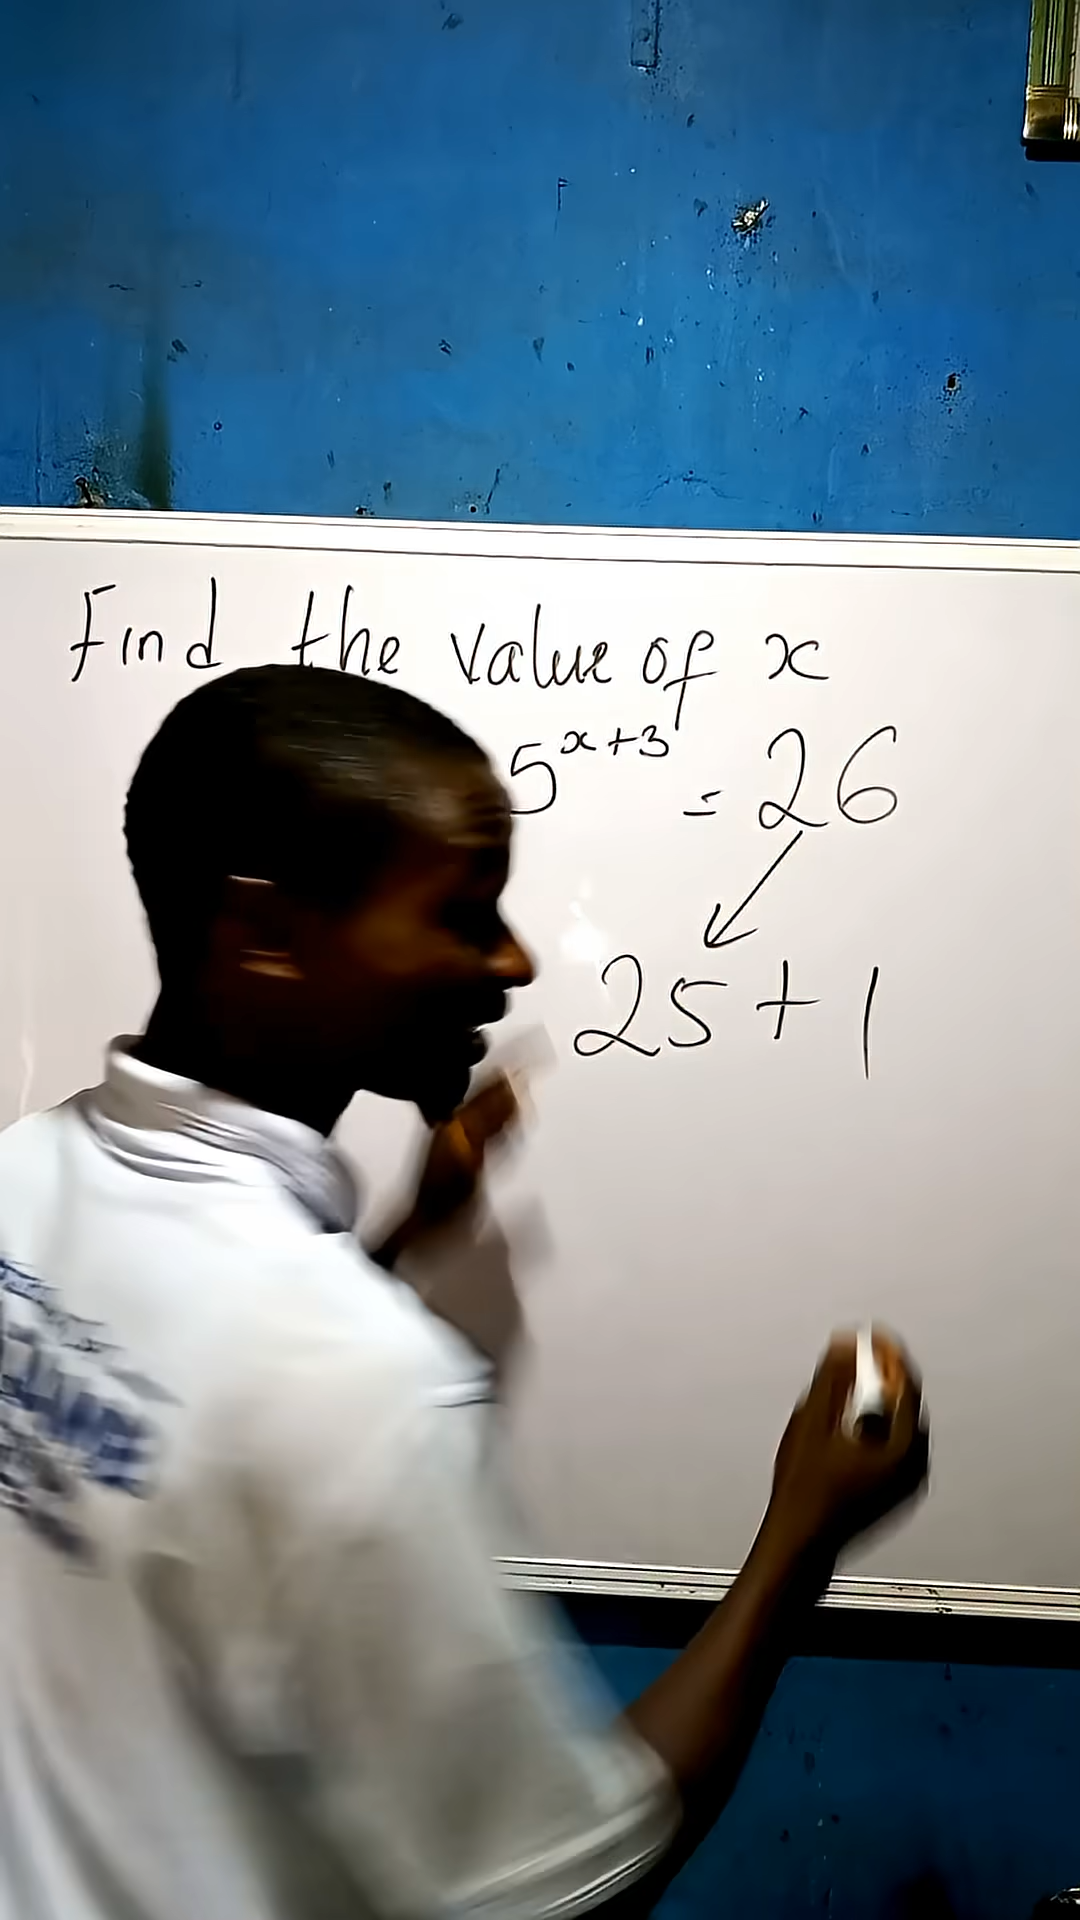 Find the value of x
5^{x+3} = 26
25 + 1